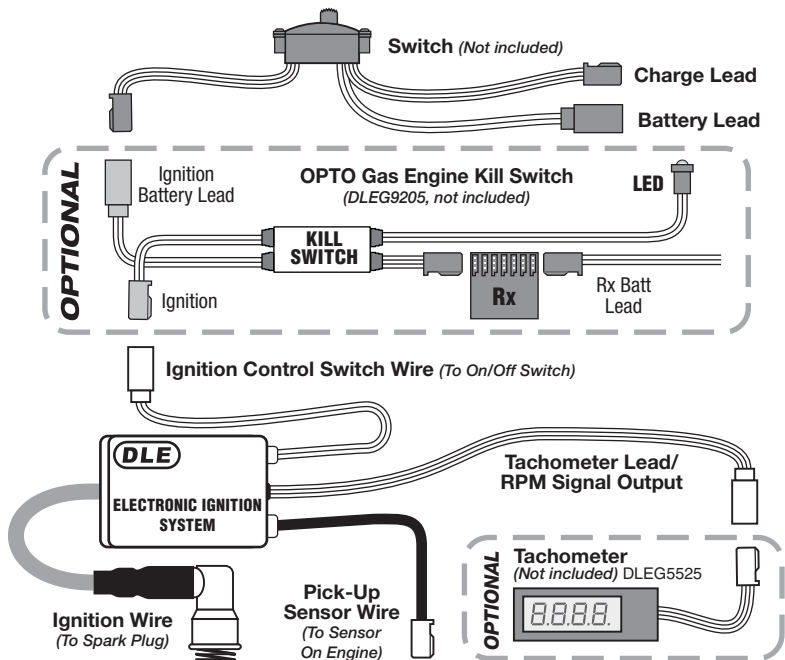 Switch (Not included)
Charge Lead
Battery Lead
OPTIONAL
Ignition
Battery Lead
OPTO Gas Engine Kill Switch
(DLEG9205, not included)
LED
KILL
SWITCH
Ignition
Rx
Rx Batt
Lead
Ignition Control Switch Wire (To On/Off Switch)
DLE
ELECTRONIC IGNITION
SYSTEM
Tachometer Lead/
RPM Signal Output
Ignition Wire
(To Spark Plug)
Pick-Up
Sensor Wire
(To Sensor
On Engine)
OPTIONAL
Tachometer
(Not included) DLEG5525
8.8.8.8.